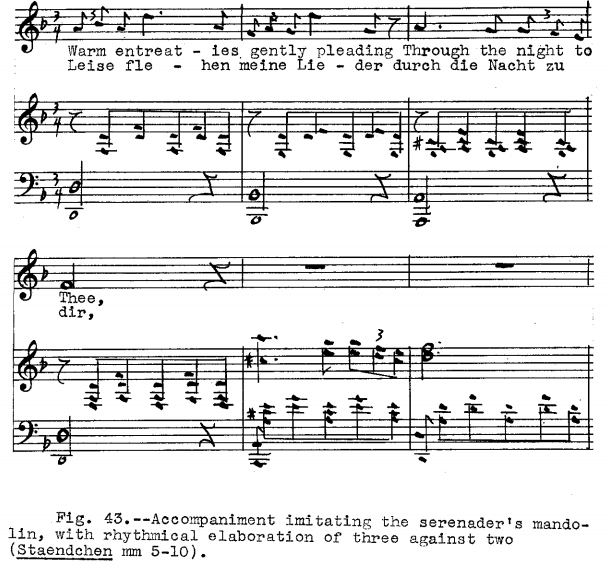 Warm entreat - ies gently pleading Through the night to
Leise fle - hen meine Lie - der durch die Nacht zu
Thee,
dir,
Fig. 43.--Accompaniment imitating the serenader's mando-
lin, with rhythmical elaboration of three against two
(Staendchen mm 5-10).